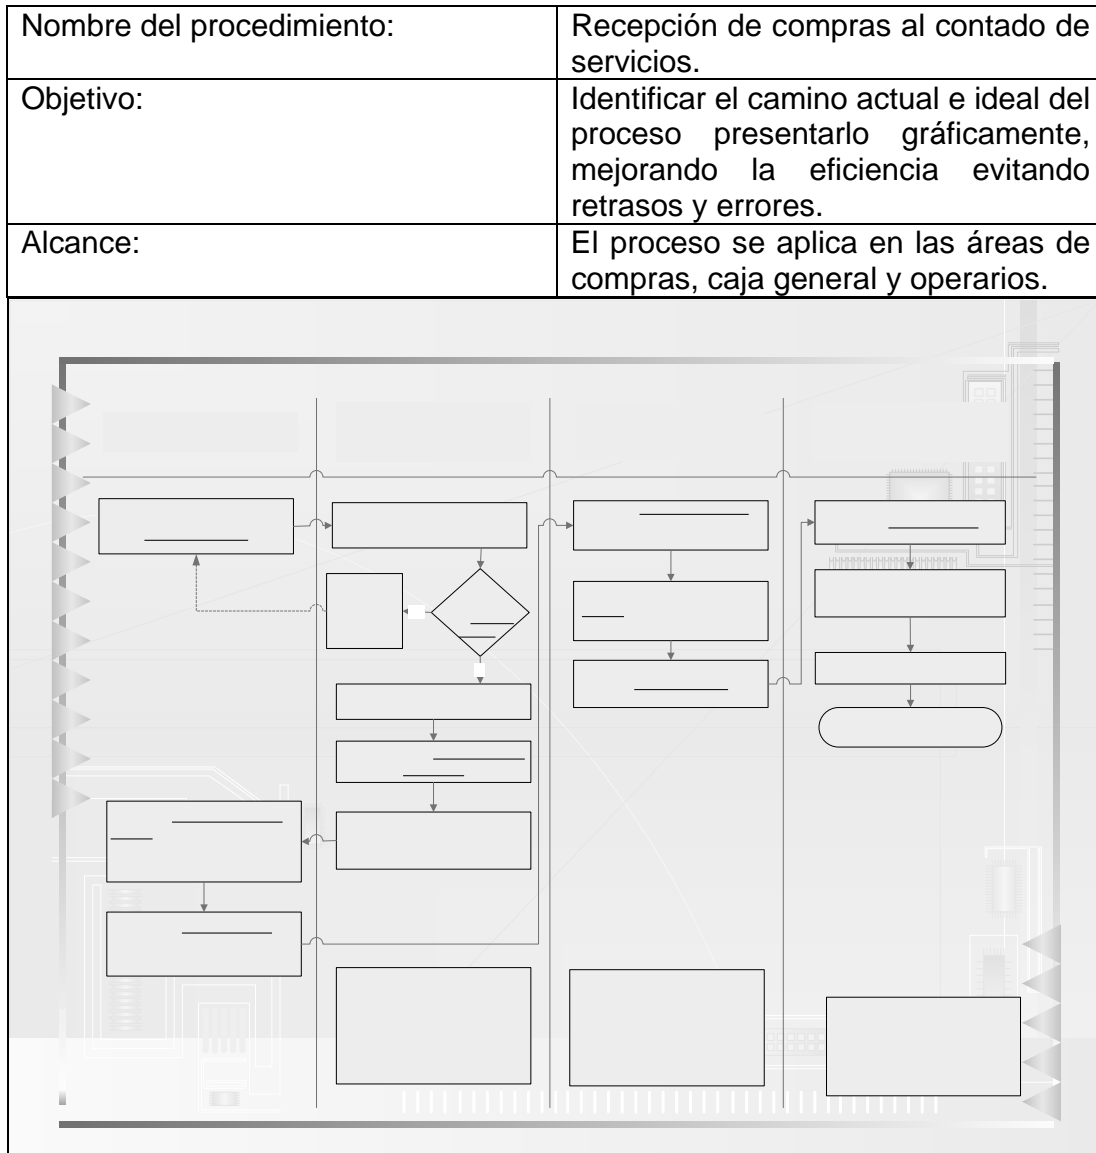 Nombre del procedimiento:
Recepción de compras al contado de
servicios.
Objetivo:
Identificar el camino actual e ideal del
proceso presentarlo gráficamente,
mejorando la eficiencia evitando
retrasos y errores.
Alcance:
El proceso se aplica en las áreas de
compras, caja general y operarios.